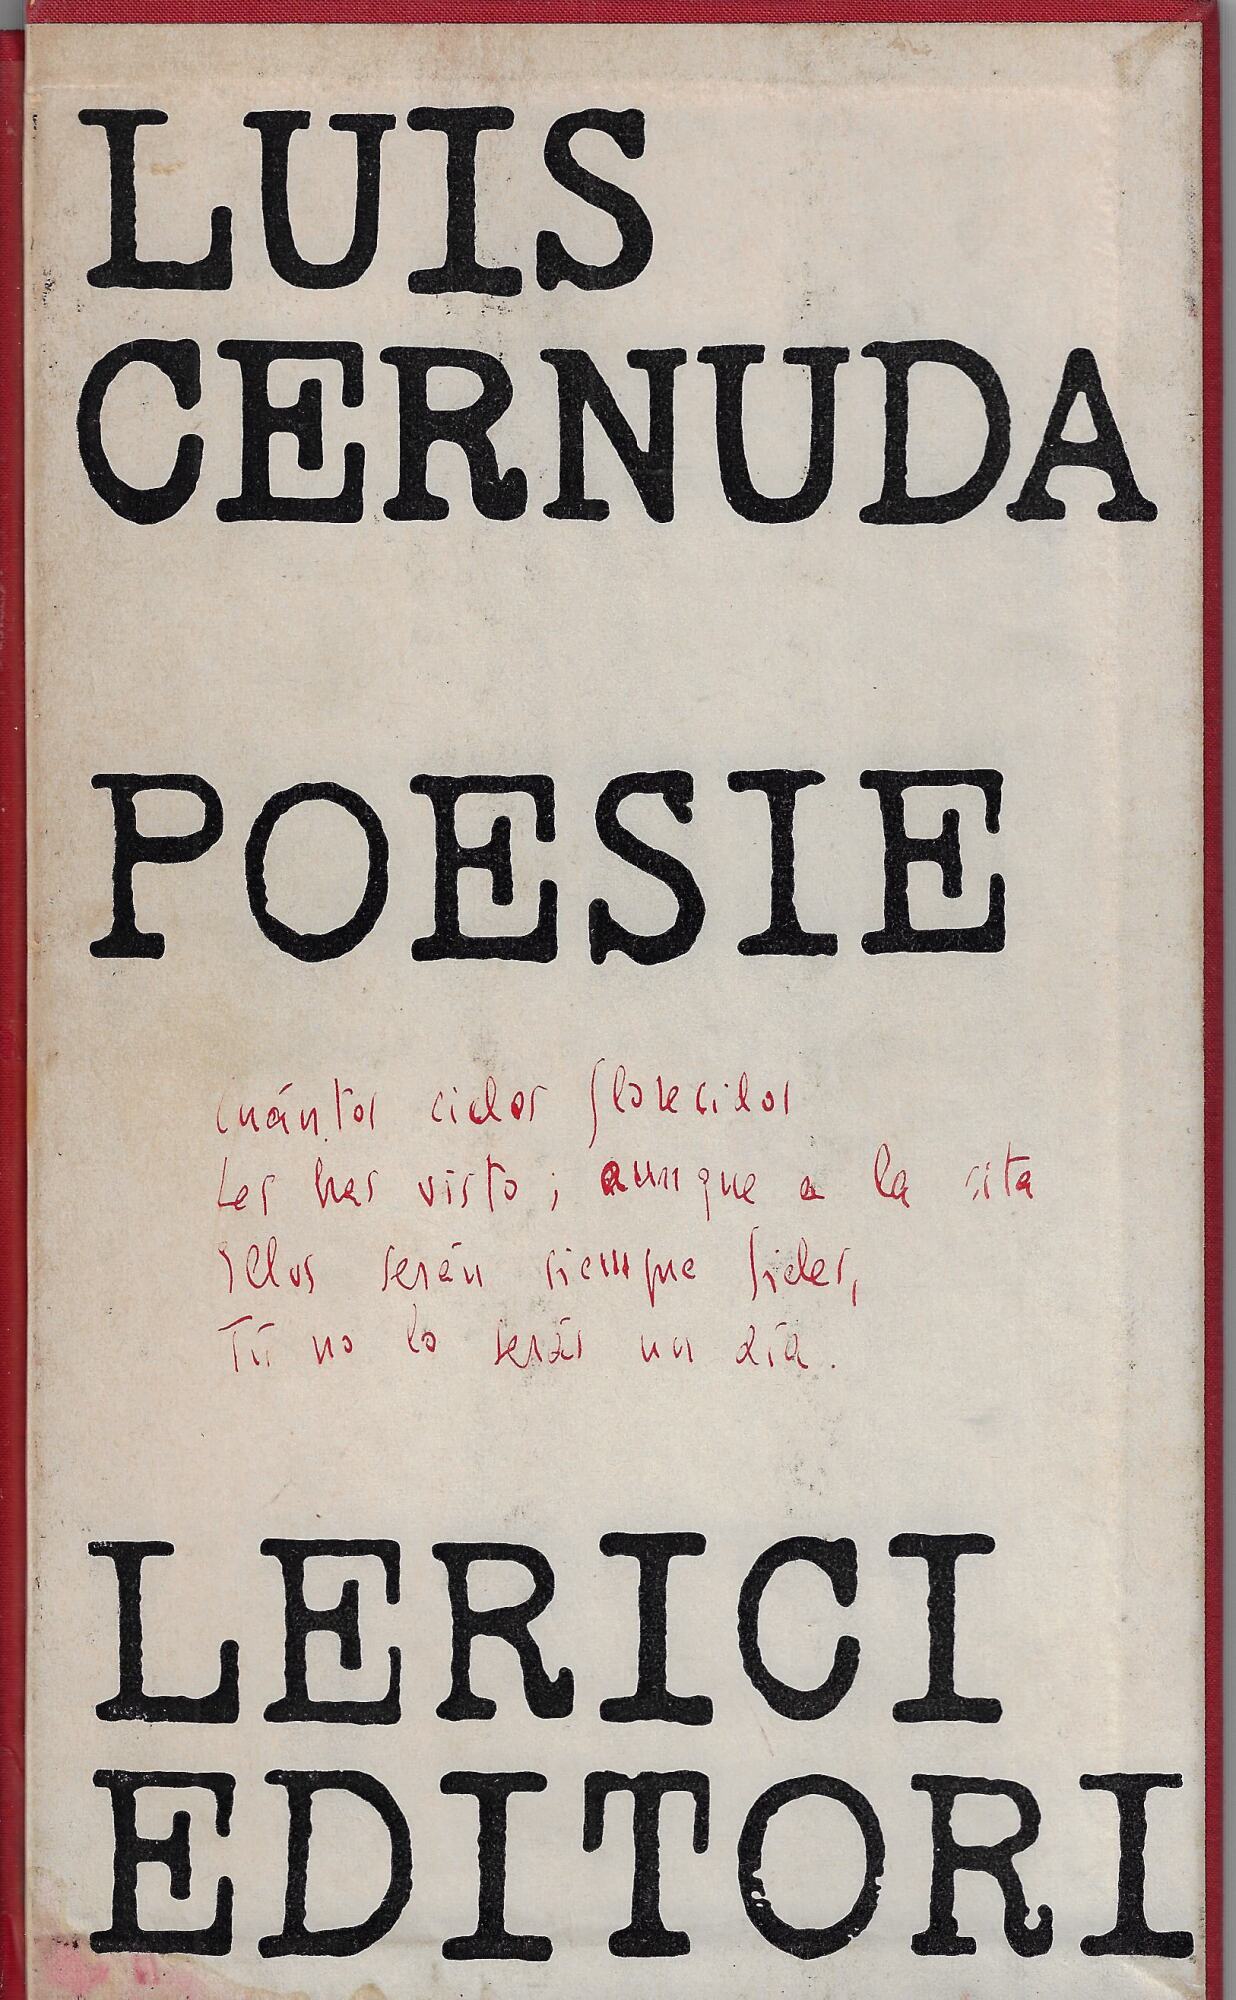 LUIS
CERNUDA
POESIE
Cuántos ciclos florecidos
Les has visto; aunque a la cita
Ellos serán siempre fieles,
Tú no lo serás un día.
LERICI
EDITORI